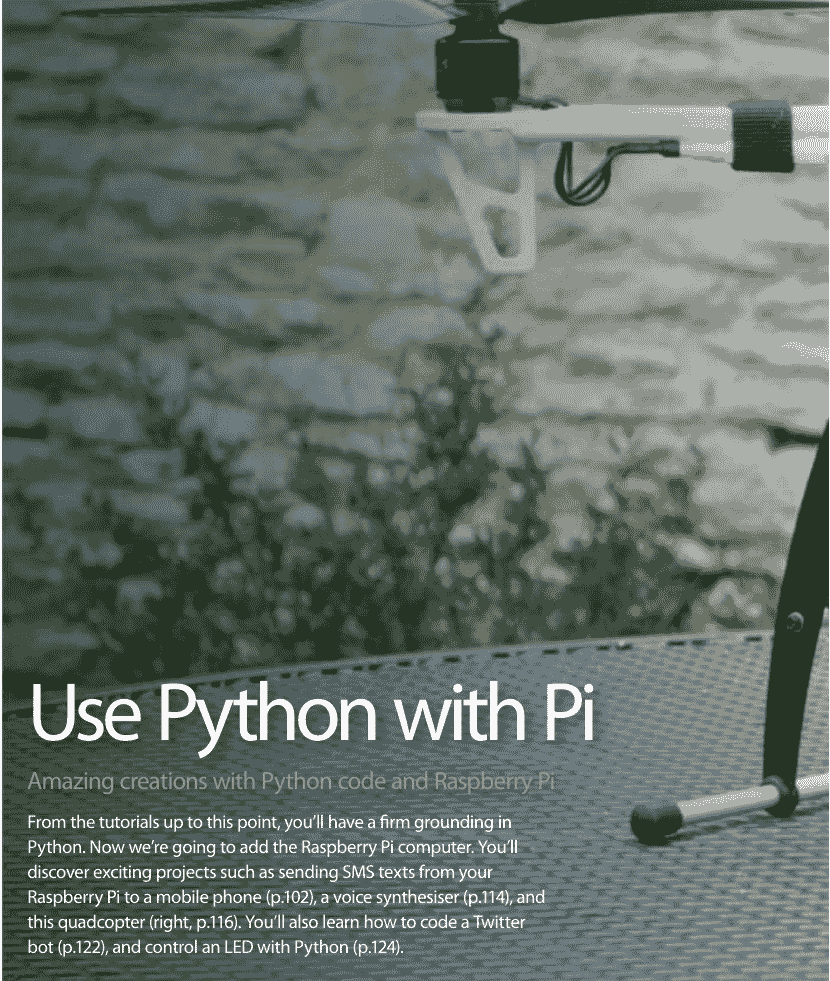 Use Python with Pi
Amazing creations with Python code and Raspberry Pi
From the tutorials up to this point, you’ll have a firm grounding in
Python. Now we’re going to add the Raspberry Pi computer. You’ll
discover exciting projects such as sending SMS texts from your
Raspberry Pi to a mobile phone (p.102), a voice synthesiser (p.114), and
this quadcopter (right, p.116). You’ll also learn how to code a Twitter
bot (p.122), and control an LED with Python (p.124).